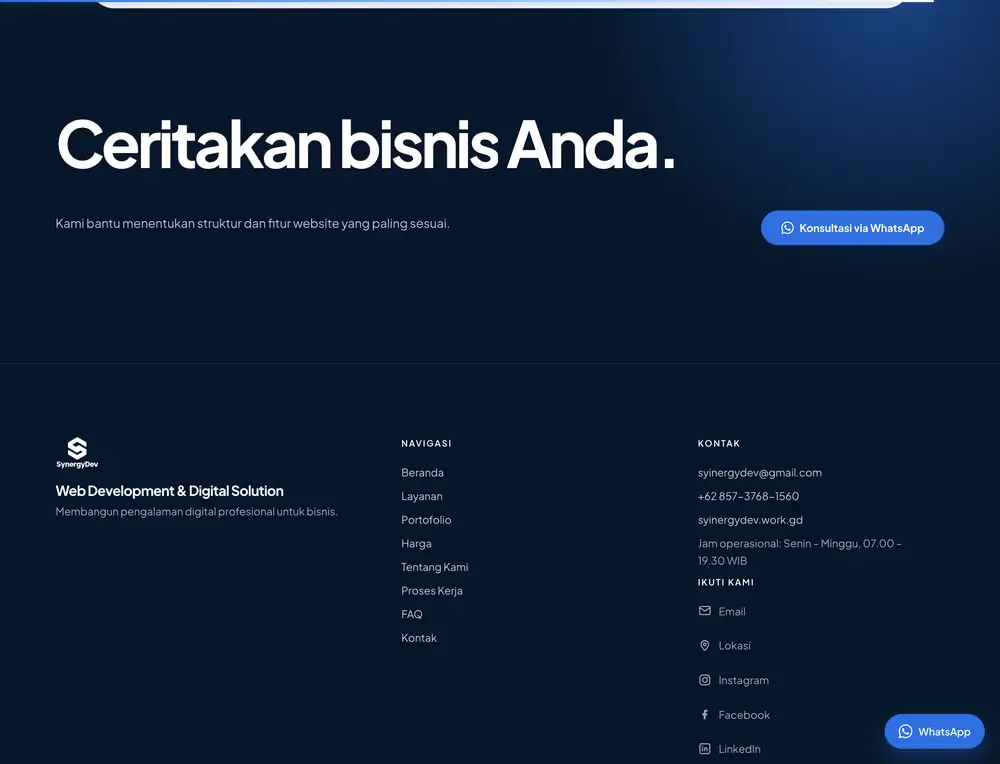 Ceritakan bisnis Anda.
Kami bantu menentukan struktur dan fitur website yang paling sesuai.
Konsultasi via WhatsApp
SynergyDev
Web Development & Digital Solution
Membangun pengalaman digital profesional untuk bisnis.
NAVIGASI
Beranda
Layanan
Portofolio
Harga
Tentang Kami
Proses Kerja
FAQ
Kontak
KONTAK
syinergydev@gmail.com
+62 857-3768-1560
syinergydev.work.gd
Jam operasional: Senin – Minggu, 07.00 –
19.30 WIB
IKUTI KAMI
Email
Lokasi
Instagram
Facebook
LinkedIn
WhatsApp